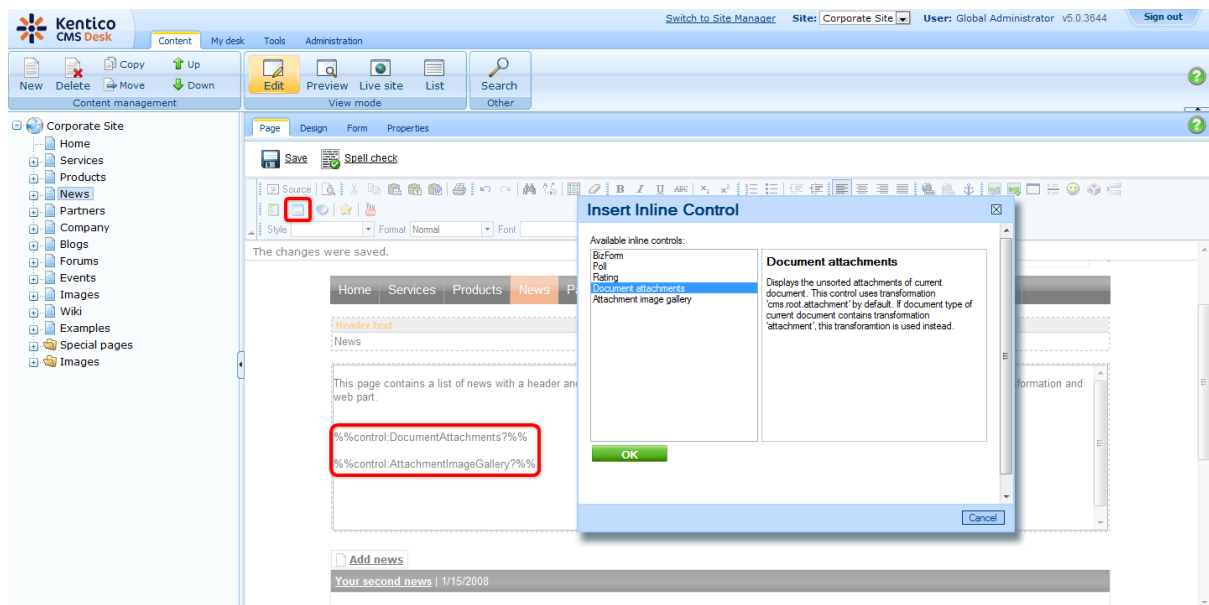 Kentico
CMS Desk
Switch to Site Manager Site: Corporate Site User: Global Administrator v5.0.3644 Sign out
Content My desk Tools Administration
New Delete Copy Move Up Down
Content management
Edit Preview Live site List
View mode
Search
Other
Corporate Site
Home
Services
Products
News
Partners
Company
Blogs
Forums
Events
Images
Wiki
Examples
Special pages
Images
Page Design Form Properties
Save Spell check
Source B I U ABC x₂ x²
Style Format Normal Font
The changes were saved.
Home Services Products News
Header text
News
This page contains a list of news with a header an
formation and
web part.
%%control:DocumentAttachments?%%
%%control:AttachmentImageGallery?%%
Add news
Your second news | 1/15/2008
Insert Inline Control
Available inline controls:
BizForm
Poll
Rating
Document attachments
Attachment image gallery
Document attachments
Displays the unsorted attachments of current
document. This control uses transformation
'cms.root.attachment' by default. If document type of
current document contains transformation
'attachment', this transforamtion is used instead.
OK
Cancel